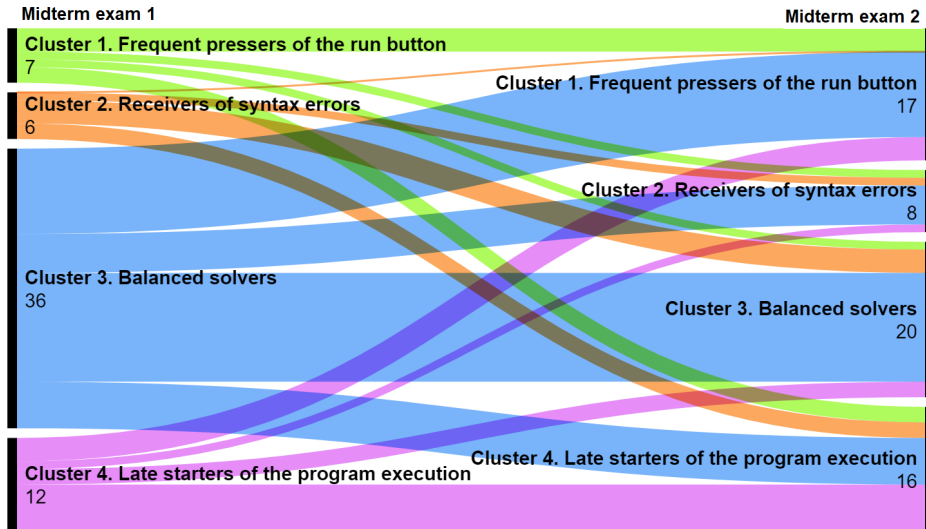 Midterm exam 1
Midterm exam 2
Cluster 1. Frequent pressers of the run button
7
Cluster 1. Frequent pressers of the run button
17
Cluster 2. Receivers of syntax errors
6
Cluster 2. Receivers of syntax errors
8
Cluster 3. Balanced solvers
36
Cluster 3. Balanced solvers
20
Cluster 4. Late starters of the program execution
16
Cluster 4. Late starters of the program execution
12